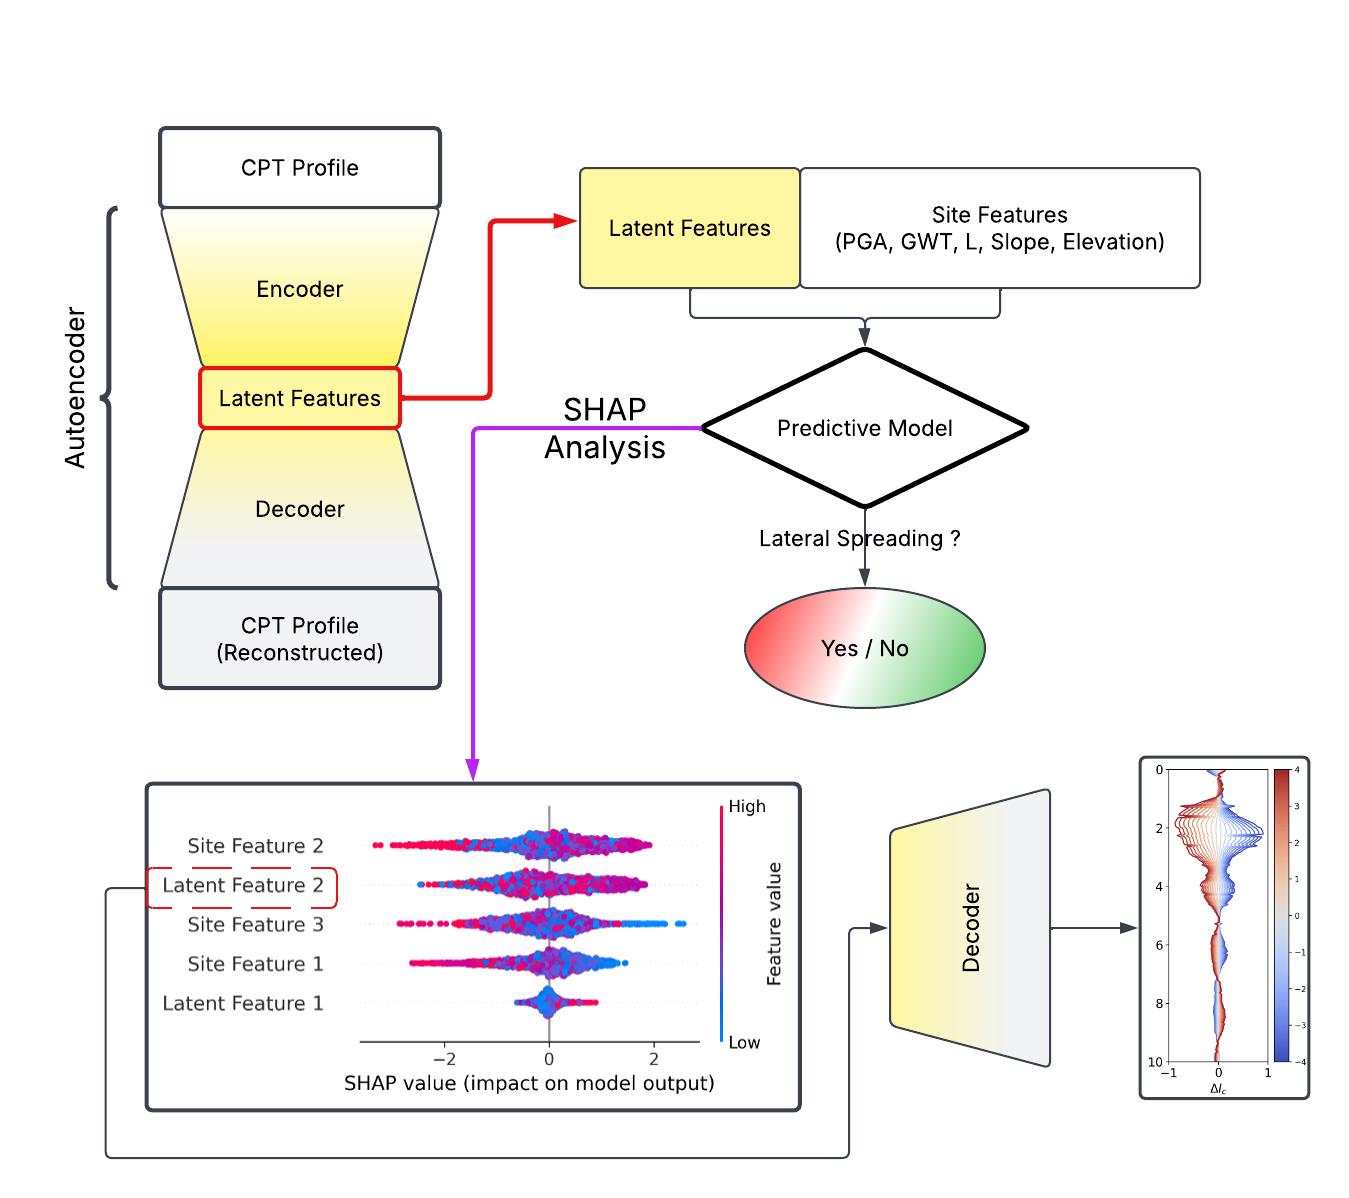 CPT Profile
Autoencoder
Encoder
Latent Features
Decoder
CPT Profile
(Reconstructed)
Latent Features
Site Features
(PGA, GWT, L, Slope, Elevation)
SHAP
Analysis
Predictive Model
Lateral Spreading ?
Yes / No
Site Feature 2
Latent Feature 2
Site Feature 3
Site Feature 1
Latent Feature 1
−2 0 2
SHAP value (impact on model output)
High
Feature value
Low
Decoder
0
2
4
6
8
10
−1 0 1
ΔI_c
4
3
2
1
0
−1
−2
−3
−4